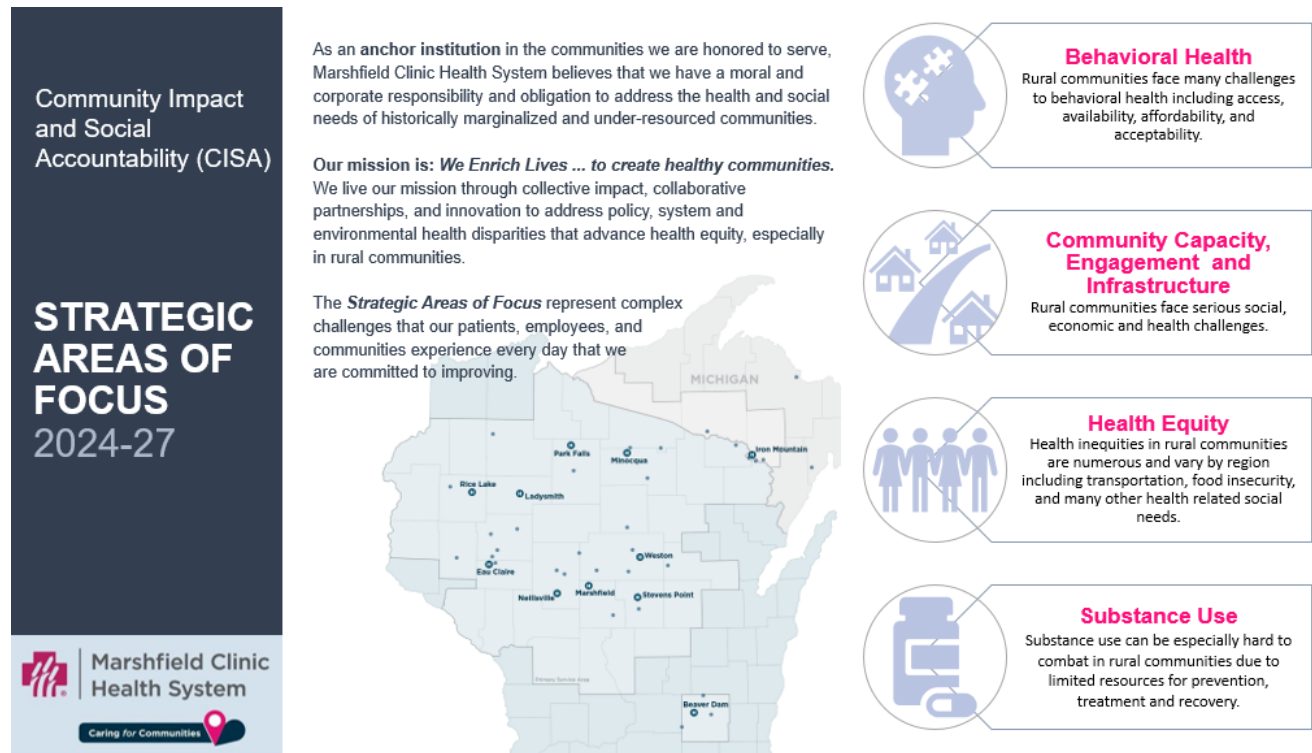 Community Impact
and Social
Accountability (CISA)
STRATEGIC
AREAS OF
FOCUS
2024-27
Marshfield Clinic
Health System
Caring for Communities
As an anchor institution in the communities we are honored to serve,
Marshfield Clinic Health System believes that we have a moral and
corporate responsibility and obligation to address the health and social
needs of historically marginalized and under-resourced communities.
Our mission is: We Enrich Lives ... to create healthy communities.
We live our mission through collective impact, collaborative
partnerships, and innovation to address policy, system and
environmental health disparities that advance health equity, especially
in rural communities.
The Strategic Areas of Focus represent complex
challenges that our patients, employees, and
communities experience every day that we
are committed to improving.
MICHIGAN
Park Falls
Minocqua
Iron Mountain
Rice Lake
Ladysmith
Weston
Eau Claire
Neillsville
Marshfield
Stevens Point
Primary Service Area
Beaver Dam
Behavioral Health
Rural communities face many challenges
to behavioral health including access,
availability, affordability, and
acceptability.
Community Capacity,
Engagement and
Infrastructure
Rural communities face serious social,
economic and health challenges.
Health Equity
Health inequities in rural communities
are numerous and vary by region
including transportation, food insecurity,
and many other health related social
needs.
Substance Use
Substance use can be especially hard to
combat in rural communities due to
limited resources for prevention,
treatment and recovery.